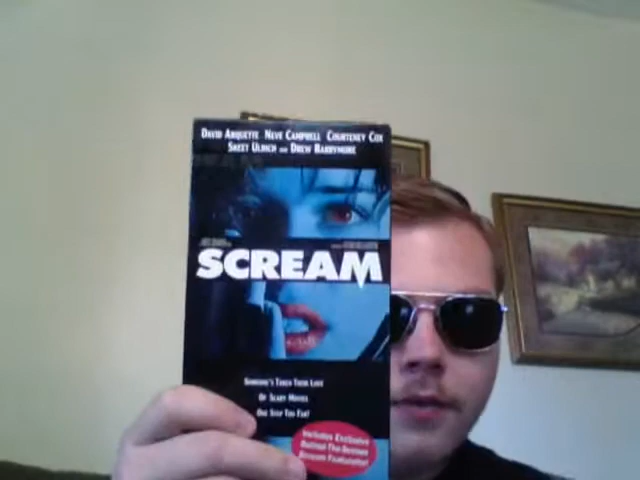 DAVID ARQUETTE NEVE CAMPBELL COURTENEY COX
SKEET ULRICH AND DREW BARRYMORE
SCREAM
SOMEONE'S TAKEN THEIR LOVE
OF SCARY MOVIES
ONE STEP TOO FAR!
Includes Exclusive
Behind The Scenes
Scream Featurette!